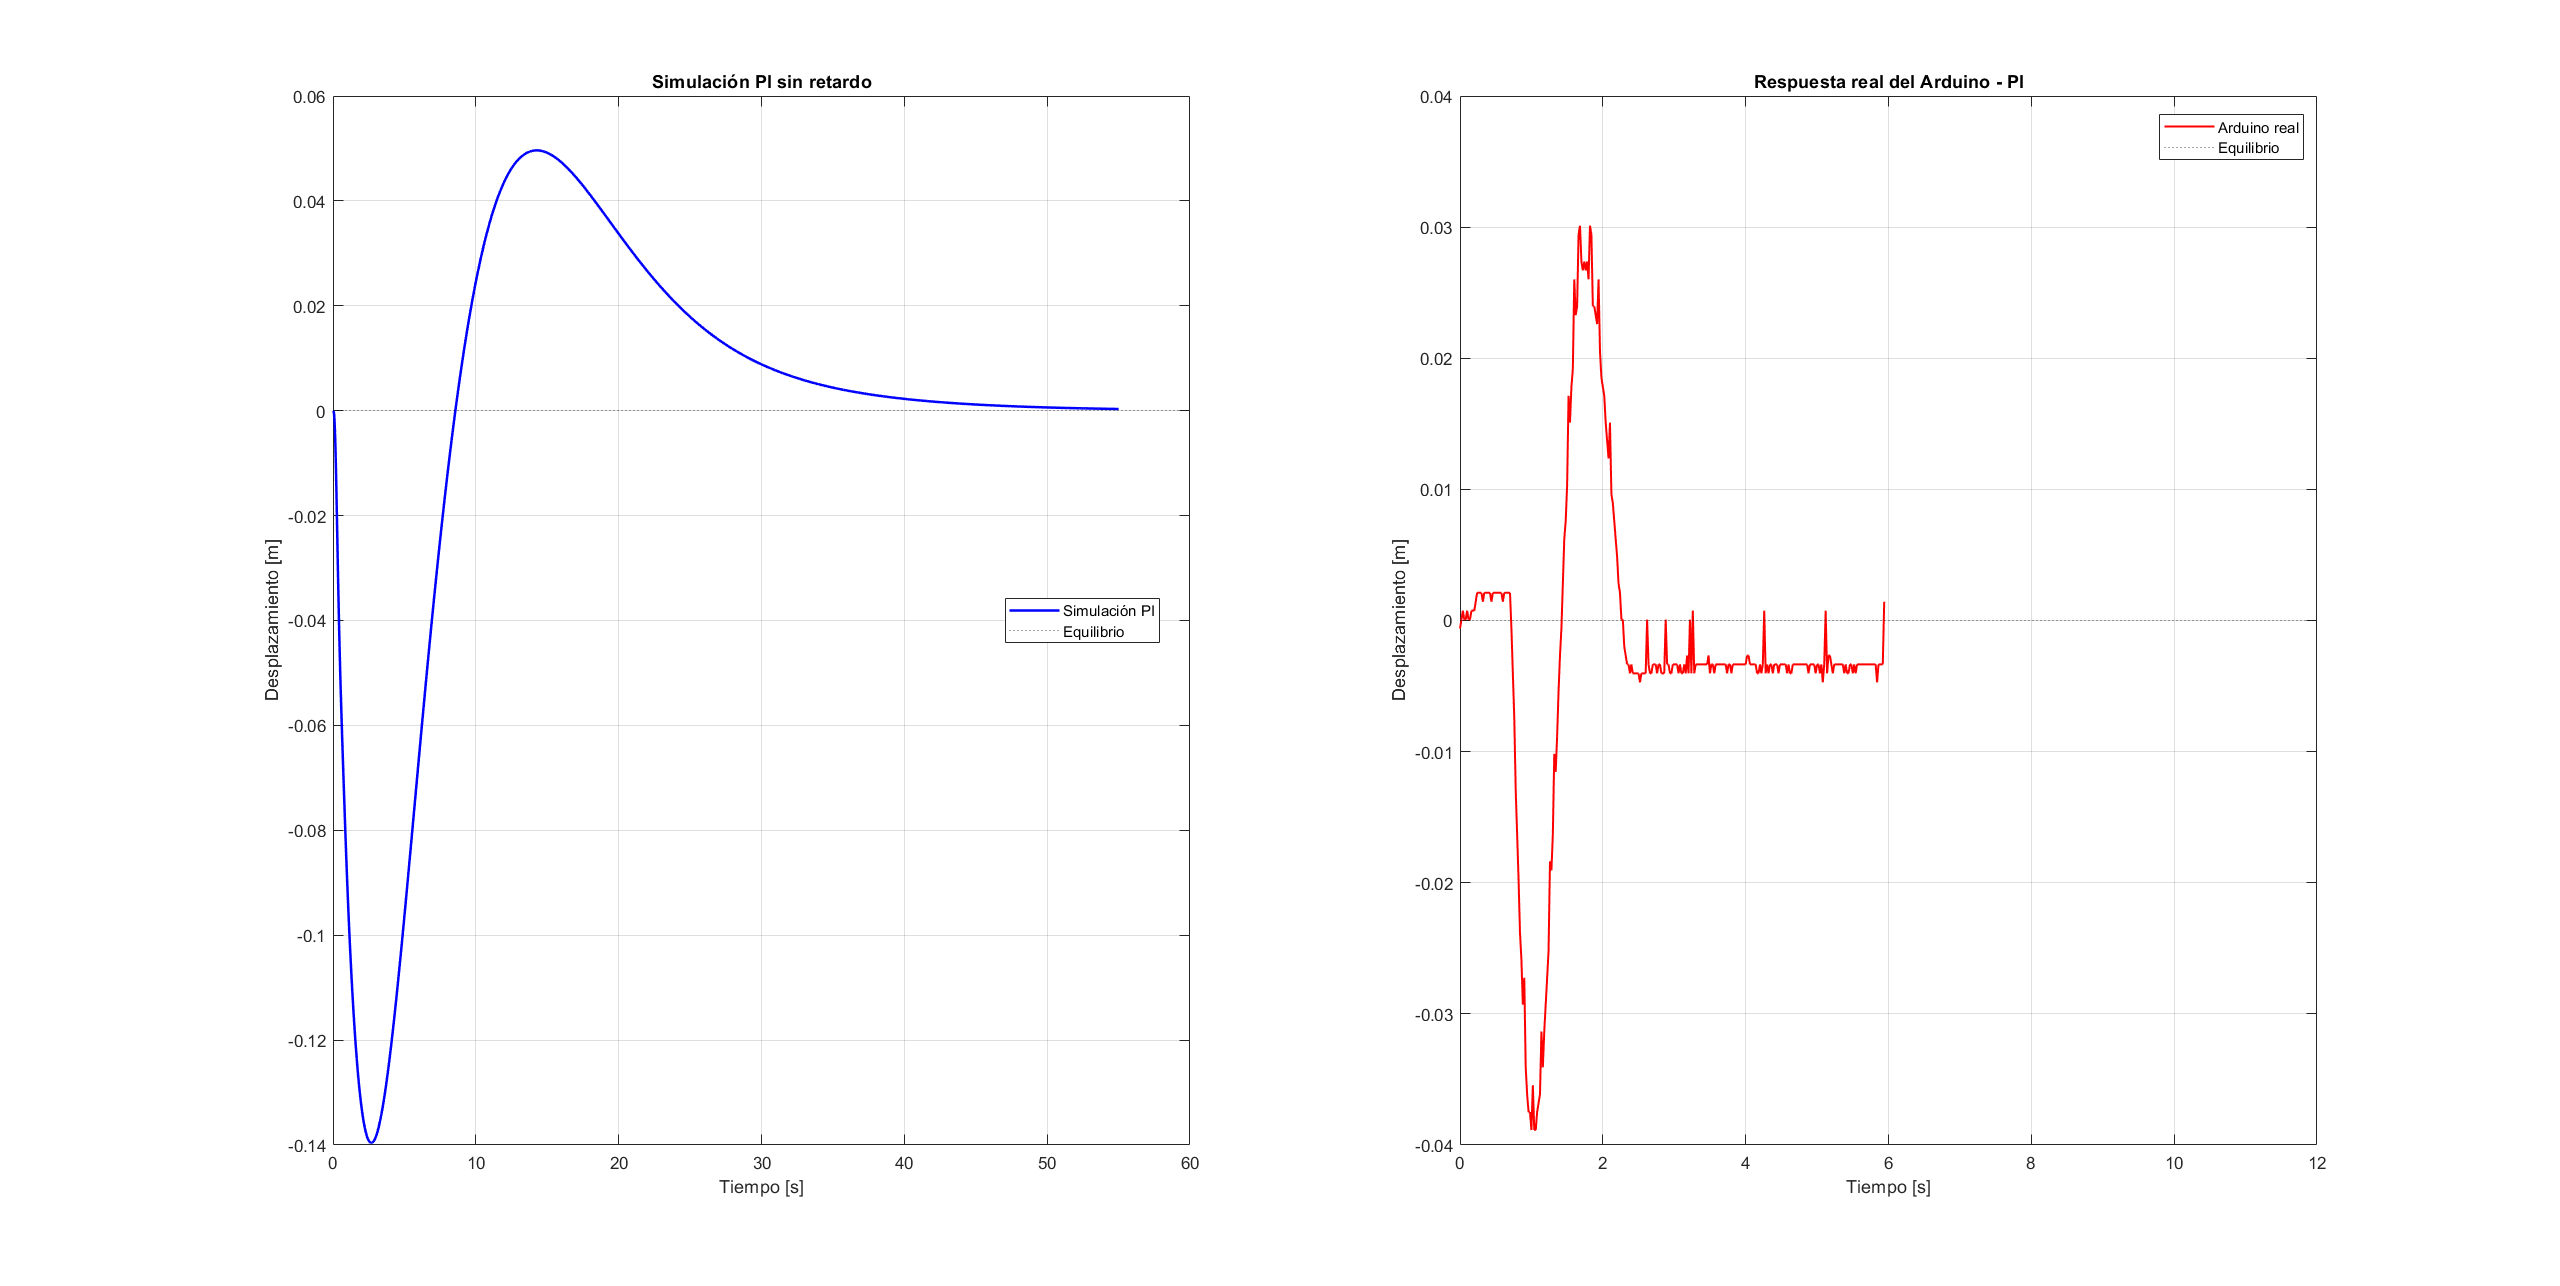 Simulación PI sin retardo
0.06
0.04
0.02
0
-0.02
-0.04
-0.06
-0.08
-0.1
-0.12
-0.14
Desplazamiento [m]
Simulación PI
Equilibrio
0 10 20 30 40 50 60
Tiempo [s]
Respuesta real del Arduino - PI
0.04
0.03
0.02
0.01
0
-0.01
-0.02
-0.03
-0.04
Desplazamiento [m]
Arduino real
Equilibrio
0 2 4 6 8 10 12
Tiempo [s]